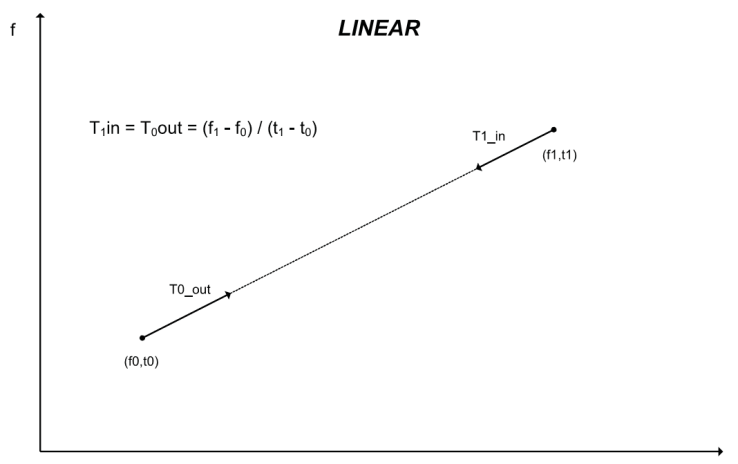 LINEAR
f
T₁in = T₀out = (f₁ - f₀) / (t₁ - t₀)
T1_in
(f1,t1)
T0_out
(f0,t0)